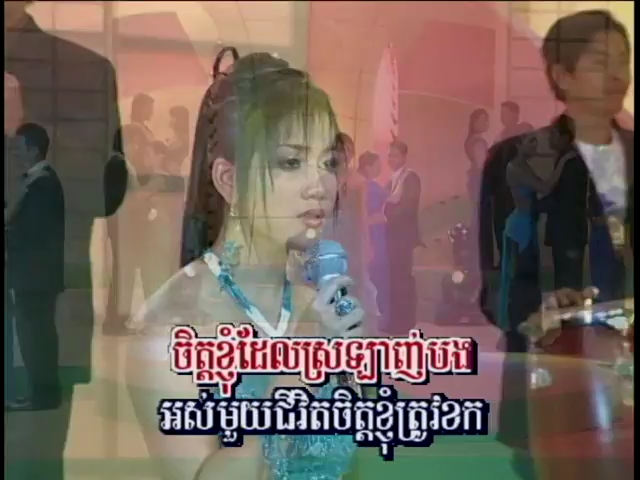 ចិត្តខ្ញុំដែលស្រឡាញ់បង
អស់មួយជីវិតចិត្តខ្ញុំត្រូវខក